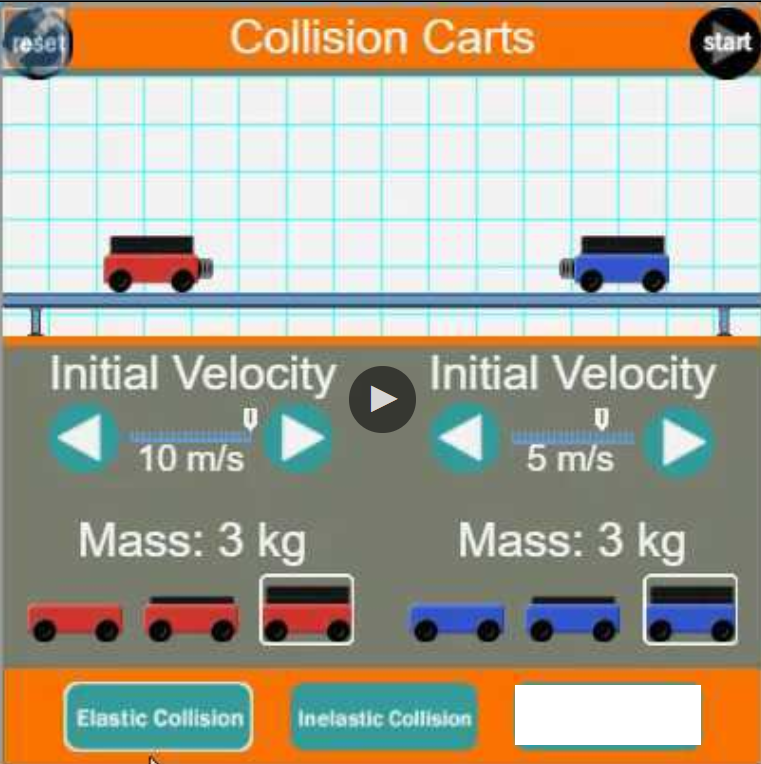 reset
Collision Carts
start
Initial Velocity
Initial Velocity
10 m/s
5 m/s
Mass: 3 kg
Mass: 3 kg
Elastic Collision
Inelastic Collision